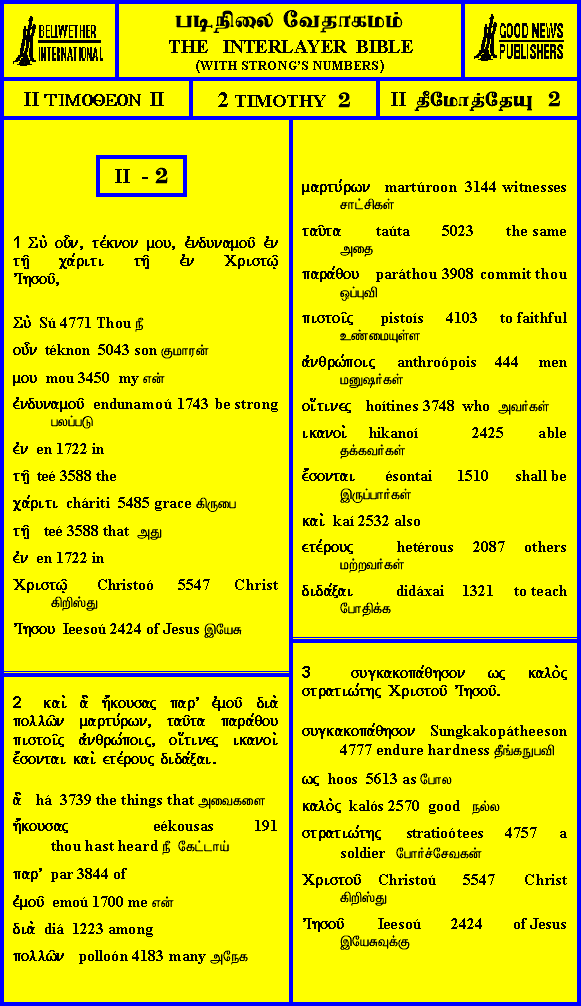 BELLWETHER
INTERNATIONAL
படிநிலை வேதாகமம்
THE INTERLAYER BIBLE
(WITH STRONG'S NUMBERS)
GOOD NEWS
PUBLISHERS
II ΤΙΜΟΘΕΟΝ II
2 TIMOTHY 2
II தீமோத்தேயு 2
II - 2
1 Σὺ οὖν, τέκνον μου, ἐνδυναμοῦ ἐν
τῇ χάριτι τῇ ἐν Χριστῷ
Ἰησοῦ,
Σὺ Sú 4771 Thou நீ
οὖν téknon 5043 son குமாரன்
μου mou 3450 my என்
ἐνδυναμοῦ endunamoú 1743 be strong
பலப்படு
ἐν en 1722 in
τῇ teé 3588 the
χάριτι cháriti 5485 grace கிருபை
τῇ teé 3588 that அது
ἐν en 1722 in
Χριστῷ Christoó 5547 Christ
கிறிஸ்து
Ἰησου Ieesoú 2424 of Jesus இயேசு
2 καὶ ἃ ἤκουσας παρ' ἐμοῦ διὰ
πολλῶν μαρτύρων, ταῦτα παράθου
πιστοῖς ἀνθρώποις, οἵτινες ικανοὶ
ἔσονται καὶ ετέρους διδάξαι.
ἃ há 3739 the things that அவைகளை
ἤκουσας eékousas 191
thou hast heard நீ கேட்டாய்
παρ' par 3844 of
ἐμοῦ emoú 1700 me என்
διὰ diá 1223 among
πολλῶν polloón 4183 many அநேக
μαρτύρων martúroon 3144 witnesses
சாட்சிகள்
ταῦτα taúta 5023 the same
அதை
παράθου paráthou 3908 commit thou
ஒப்புவி
πιστοῖς pistoís 4103 to faithful
உண்மையுள்ள
ἀνθρώποις anthroópois 444 men
மனுஷர்கள்
οἵτινες hoítines 3748 who அவர்கள்
ικανοὶ hikanoí 2425 able
தக்கவர்கள்
ἔσονται ésontai 1510 shall be
இருப்பார்கள்
καὶ kaí 2532 also
ετέρους hetérous 2087 others
மற்றவர்கள்
διδάξαι didáxai 1321 to teach
போதிக்க
3 συγκακοπάθησον ως καλὸς
στρατιώτης Χριστοῦ Ἰησοῦ.
συγκακοπάθησον Sungkakopátheeson
4777 endure hardness தீங்கநுபவி
ως hoos 5613 as போல
καλὸς kalós 2570 good நல்ல
στρατιώτης stratioótees 4757 a
soldier போர்ச்சேவகன்
Χριστοῦ Christoú 5547 Christ
கிறிஸ்து
Ἰησοῦ Ieesoú 2424 of Jesus
இயேசுவுக்கு